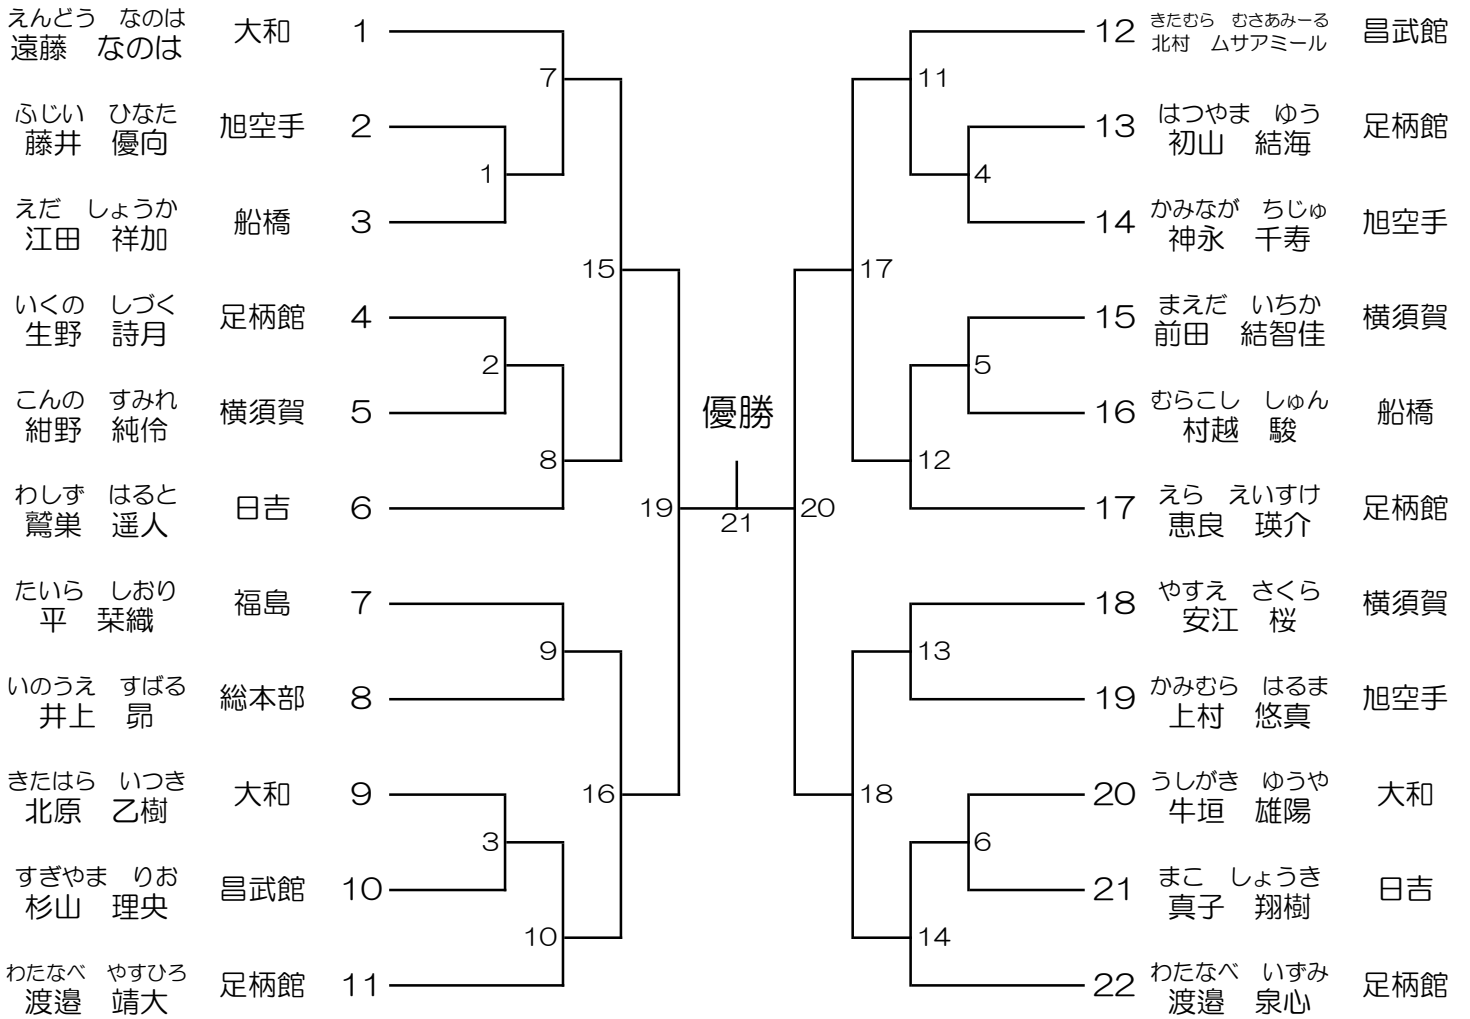 えんどう　なのは
遠藤　なのは　大和　1
ふじい　ひなた
藤井　優向　旭空手　2
えだ　しょうか
江田　祥加　船橋　3
いくの　しづく
生野　詩月　足柄館　4
こんの　すみれ
紺野　純伶　横須賀　5
わしず　はると
鷲巣　遥人　日吉　6
たいら　しおり
平　栞織　福島　7
いのうえ　すばる
井上　昴　総本部　8
きたはら　いつき
北原　乙樹　大和　9
すぎやま　りお
杉山　理央　昌武館　10
わたなべ　やすひろ
渡邉　靖大　足柄館　11
7
1
15
2
8
19
9
16
3
10
優勝
21
11
4
17
5
12
20
13
18
6
14
きたむら　むさあみーる
12　北村　ムサアミール　昌武館
はつやま　ゆう
13　初山　結海　足柄館
かみなが　ちじゅ
14　神永　千寿　旭空手
まえだ　いちか
15　前田　結智佳　横須賀
むらこし　しゅん
16　村越　駿　船橋
えら　えいすけ
17　恵良　瑛介　足柄館
やすえ　さくら
18　安江　桜　横須賀
かみむら　はるま
19　上村　悠真　旭空手
うしがき　ゆうや
20　牛垣　雄陽　大和
まこ　しょうき
21　真子　翔樹　日吉
わたなべ　いずみ
22　渡邉　泉心　足柄館